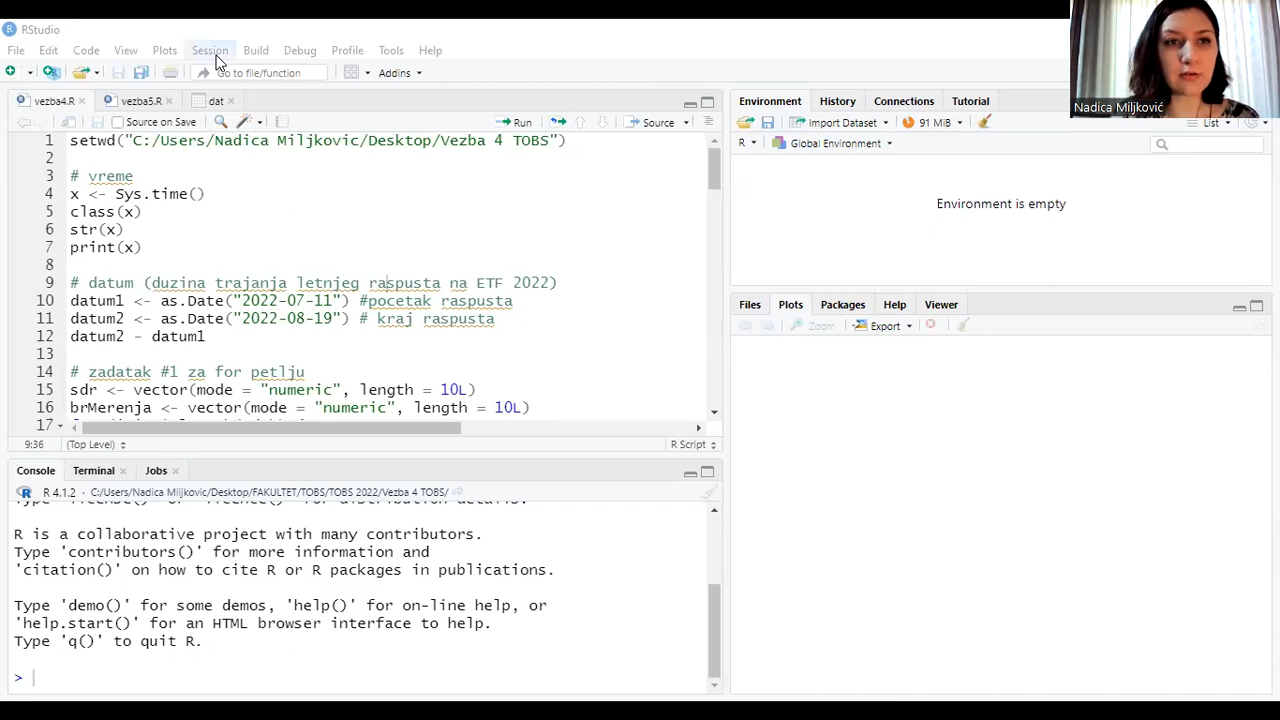 RStudio
File Edit Code View Plots Session Build Debug Profile Tools Help
Go to file/function Addins
vezba4.R vezba5.R dat
Source on Save Run Source
1 setwd("C:/Users/Nadica Miljkovic/Desktop/Vezba 4 TOBS")
2
3 # vreme
4 x <- Sys.time()
5 class(x)
6 str(x)
7 print(x)
8
9 # datum (duzina trajanja letnjeg raspusta na ETF 2022)
10 datum1 <- as.Date("2022-07-11") #pocetak raspusta
11 datum2 <- as.Date("2022-08-19") # kraj raspusta
12 datum2 - datum1
13
14 # zadatak #1 za for petlju
15 sdr <- vector(mode = "numeric", length = 10L)
16 brMerenja <- vector(mode = "numeric", length = 10L)
17
9:36 (Top Level) R Script
Console Terminal Jobs
R 4.1.2 · C:/Users/Nadica Miljkovic/Desktop/FAKULTET/TOBS/TOBS 2022/Vezba 4 TOBS/
Type 'license()' or 'licence()' for distribution details.
R is a collaborative project with many contributors.
Type 'contributors()' for more information and
'citation()' on how to cite R or R packages in publications.
Type 'demo()' for some demos, 'help()' for on-line help, or
'help.start()' for an HTML browser interface to help.
Type 'q()' to quit R.
>
Environment History Connections Tutorial
Import Dataset 91 MiB List
R Global Environment
Environment is empty
Files Plots Packages Help Viewer
Zoom Export
Nadica Miljković